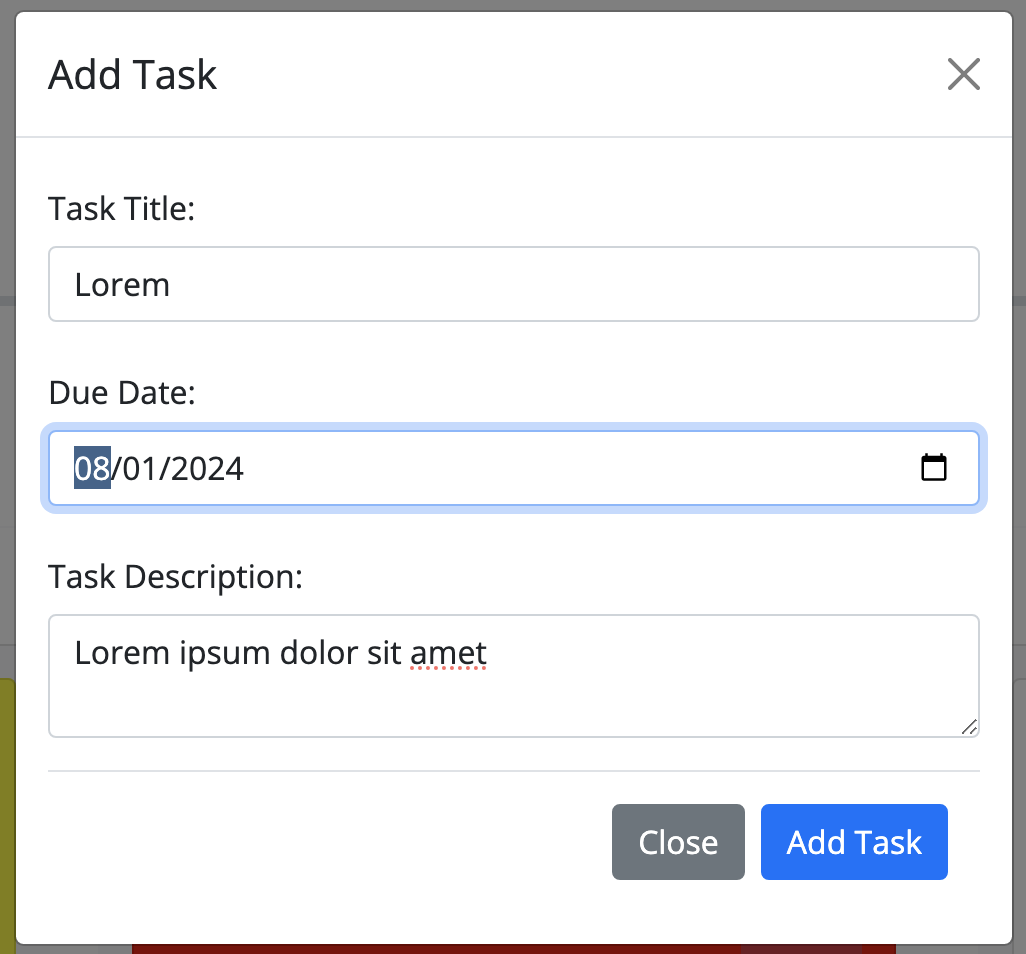 Add Task
Task Title:
Lorem
Due Date:
08/01/2024
Task Description:
Lorem ipsum dolor sit amet
Close
Add Task